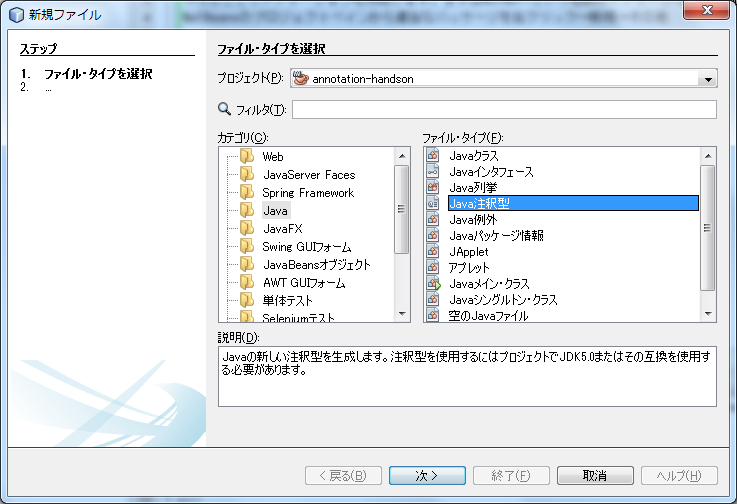 新規ファイル
ステップ
1. ファイル・タイプを選択
2. ...
ファイル・タイプを選択
プロジェクト(P): annotation-handson
フィルタ(T):
カテゴリ(C):
Web
JavaServer Faces
Spring Framework
Java
JavaFX
Swing GUIフォーム
JavaBeansオブジェクト
AWT GUIフォーム
単体テスト
Seleniumテスト
ファイル・タイプ(F):
Javaクラス
Javaインタフェース
Java列挙
Java注釈型
Java例外
Javaパッケージ情報
JApplet
アプレット
Javaメイン・クラス
Javaシングルトン・クラス
空のJavaファイル
説明(D):
Javaの新しい注釈型を生成します。注釈型を使用するにはプロジェクトでJDK5.0またはその互換を使用す
る必要があります。
< 戻る(B)
次 >
終了(F)
取消
ヘルプ(H)